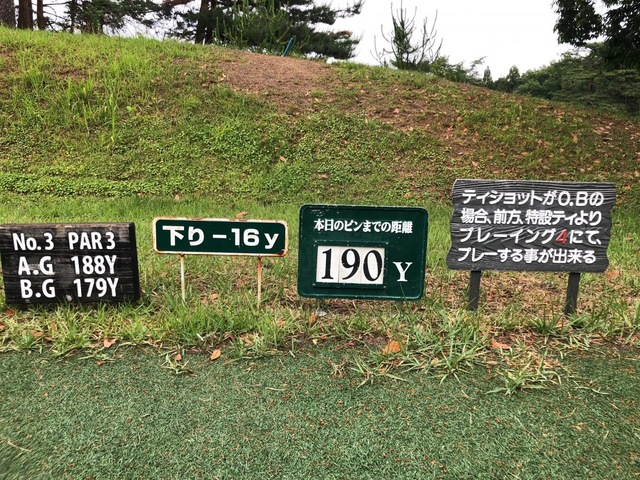 No.3 PAR 3
A.G 188Y
B.G .179Y
下り－16y
本日のピンまでの距離
190 Y
ティショットがO.Bの
場合、前方、特設ティより
プレーイング4にて、
プレーする事が出来る